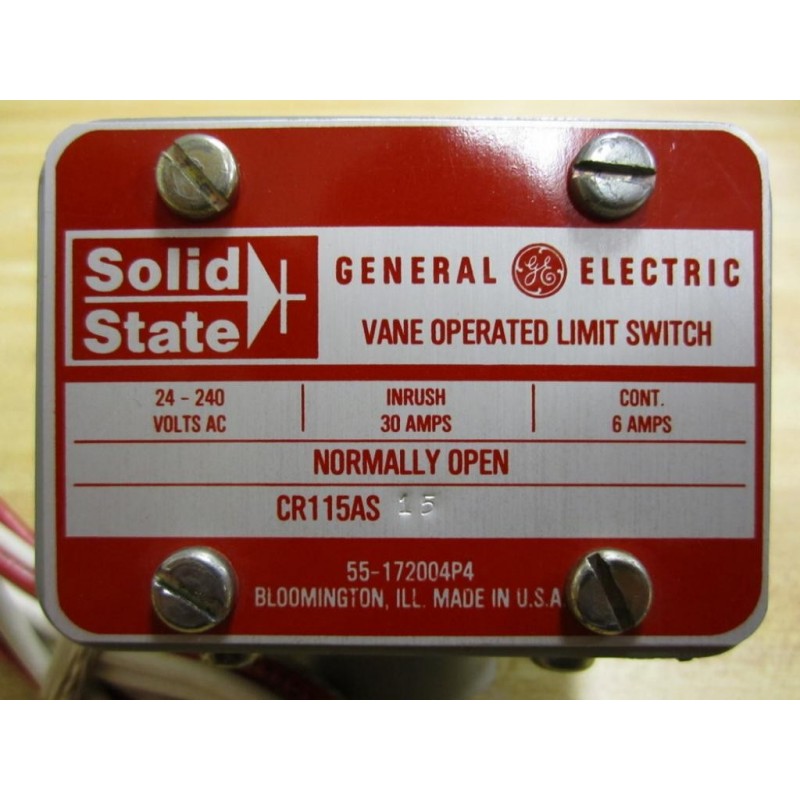 Solid
State
GENERAL GE ELECTRIC
VANE OPERATED LIMIT SWITCH
24 - 240 INRUSH CONT.
VOLTS AC 30 AMPS 6 AMPS
NORMALLY OPEN
CR115AS 15
55-172004P4
BLOOMINGTON, ILL. MADE IN U.S.A.